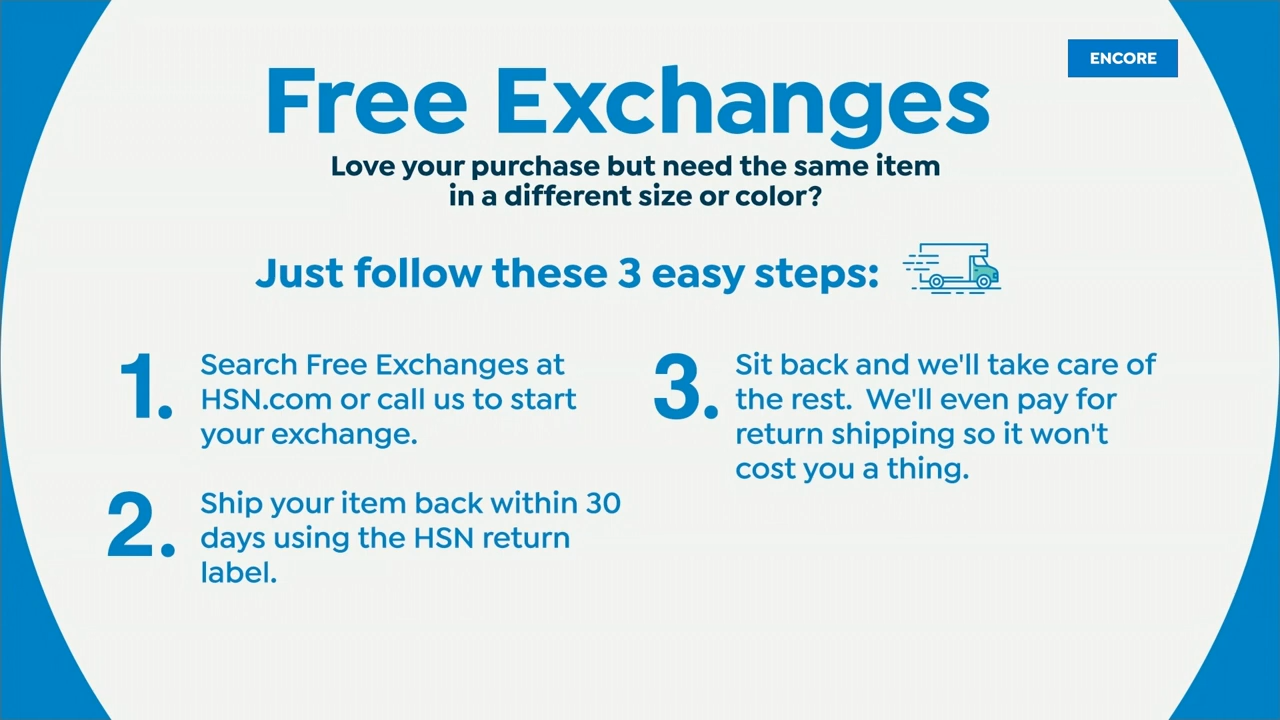 ENCORE
Free Exchanges
Love your purchase but need the same item
in a different size or color?
Just follow these 3 easy steps:
1. Search Free Exchanges at
HSN.com or call us to start
your exchange.
2. Ship your item back within 30
days using the HSN return
label.
3. Sit back and we'll take care of
the rest.  We'll even pay for
return shipping so it won't
cost you a thing.